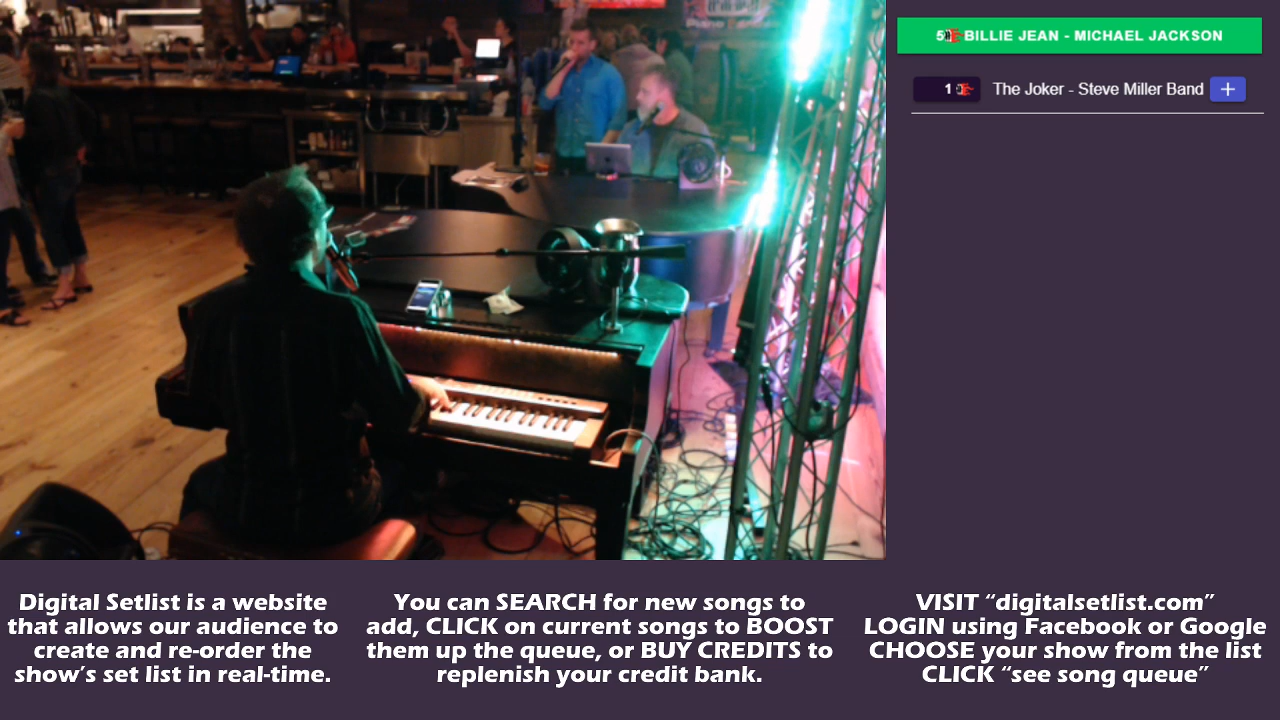 5 BILLIE JEAN - MICHAEL JACKSON
1 The Joker - Steve Miller Band +
Digital Setlist is a website
that allows our audience to
create and re-order the
show's set list in real-time.
You can SEARCH for new songs to
add, CLICK on current songs to BOOST
them up the queue, or BUY CREDITS to
replenish your credit bank.
VISIT “digitalsetlist.com”
LOGIN using Facebook or Google
CHOOSE your show from the list
CLICK “see song queue”